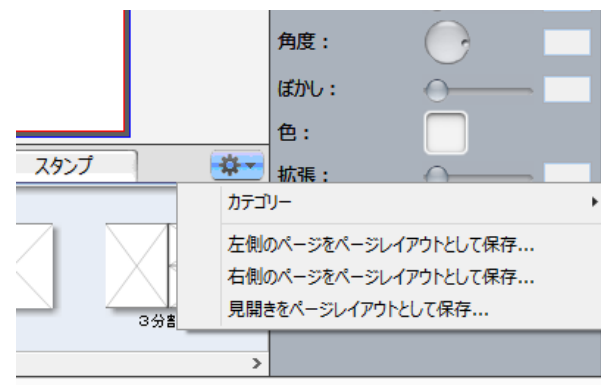 角度：
ぼかし：
色：
スタンプ
拡張：
カテゴリー
左側のページをページレイアウトとして保存...
右側のページをページレイアウトとして保存...
見開きをページレイアウトとして保存...
3分割